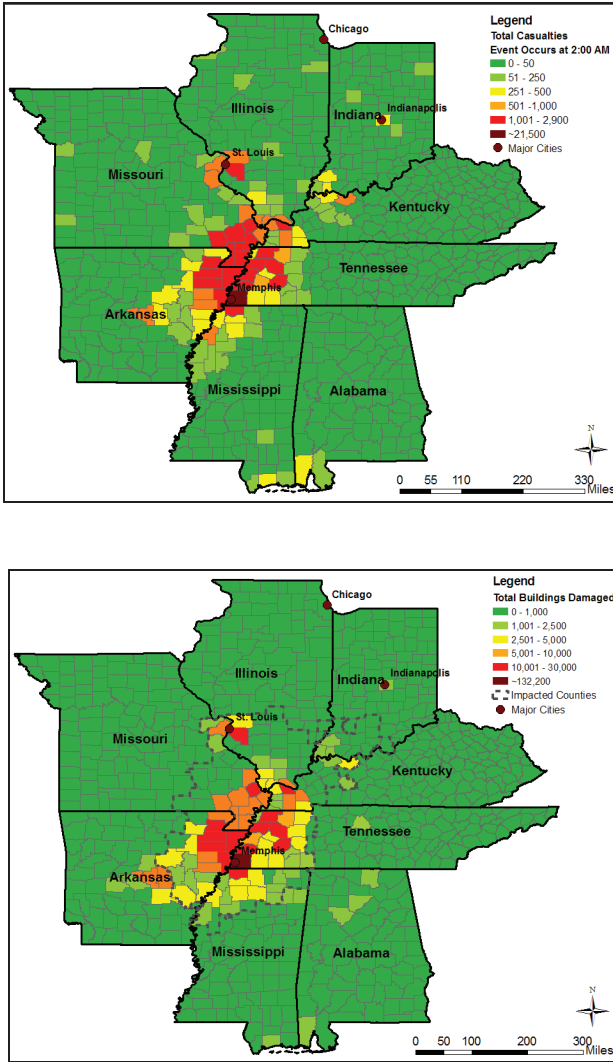 Chicago
Legend
Total Casualties
Event Occurs at 2:00 AM
0 - 50
51 - 250
251 - 500
501 -1,000
1,001 - 2,900
~21,500
Major Cities
Illinois
Indiana
Indianapolis
St. Louis
Missouri
Kentucky
Tennessee
Memphis
Arkansas
Mississippi
Alabama
N
0 55 110 220 330
Miles
Chicago
Legend
Total Buildings Damaged
0 - 1,000
1,001 - 2,500
2,501 - 5,000
5,001 - 10,000
10,001 - 30,000
~132,200
Impacted Counties
Major Cities
Illinois
Indiana
Indianapolis
St. Louis
Missouri
Kentucky
Tennessee
Memphis
Arkansas
Mississippi
Alabama
N
0 50 100 200 300
Miles